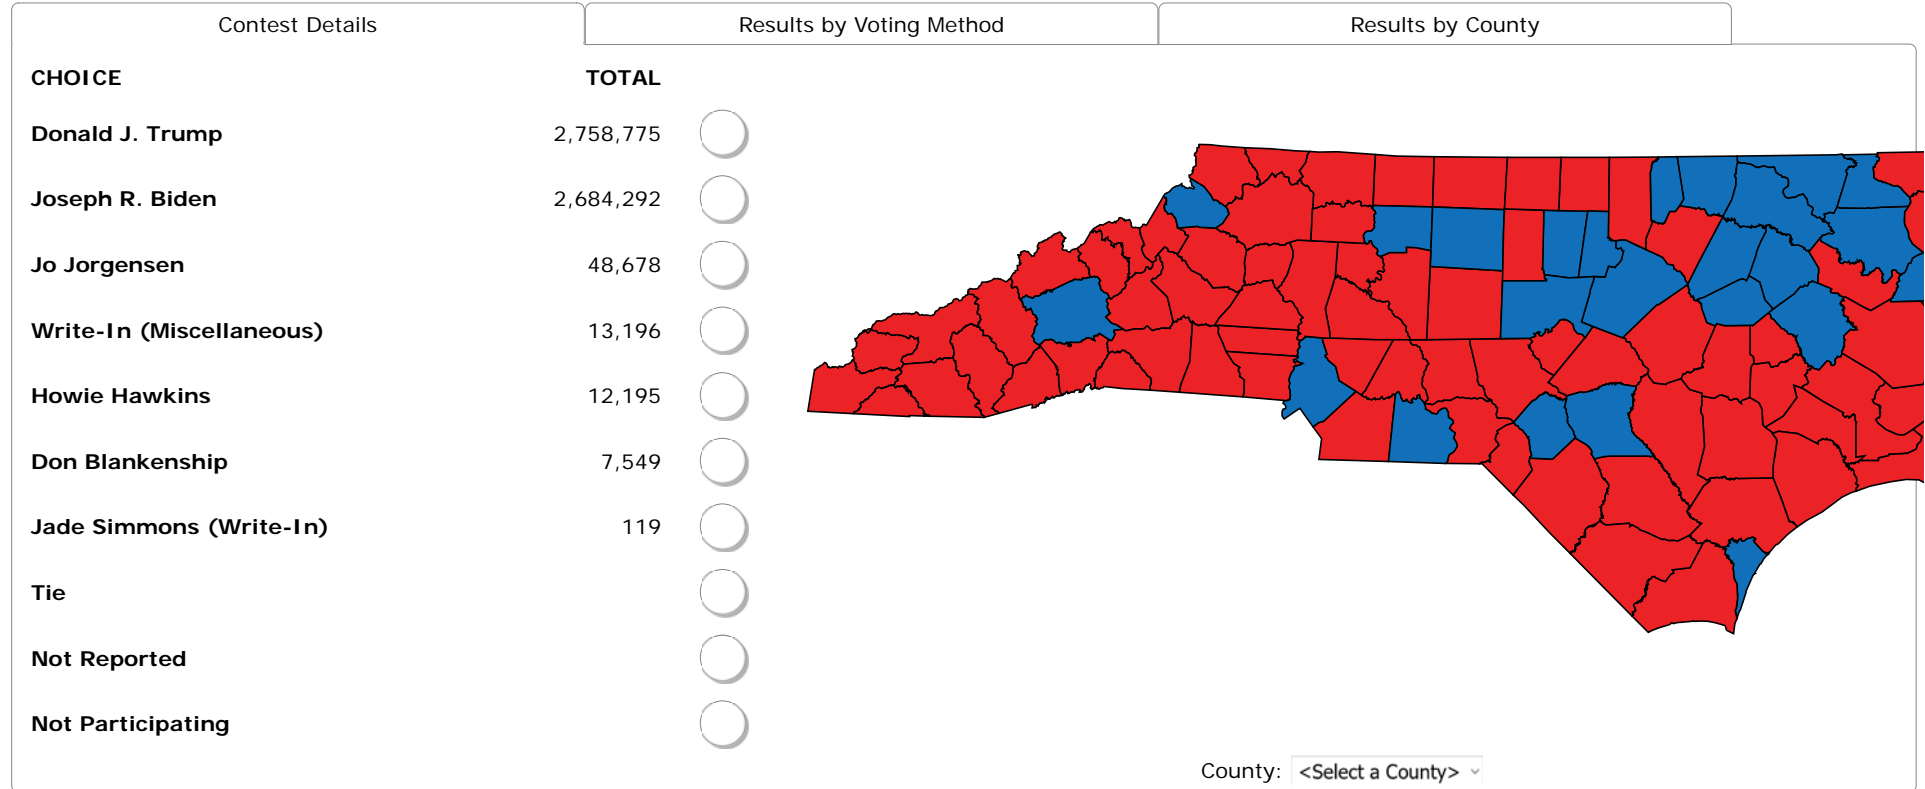 Contest Details Results by Voting Method Results by County
CHOICE TOTAL
Donald J. Trump 2,758,775
Joseph R. Biden 2,684,292
Jo Jorgensen 48,678
Write-In (Miscellaneous) 13,196
Howie Hawkins 12,195
Don Blankenship 7,549
Jade Simmons (Write-In) 119
Tie
Not Reported
Not Participating
County: <Select a County>